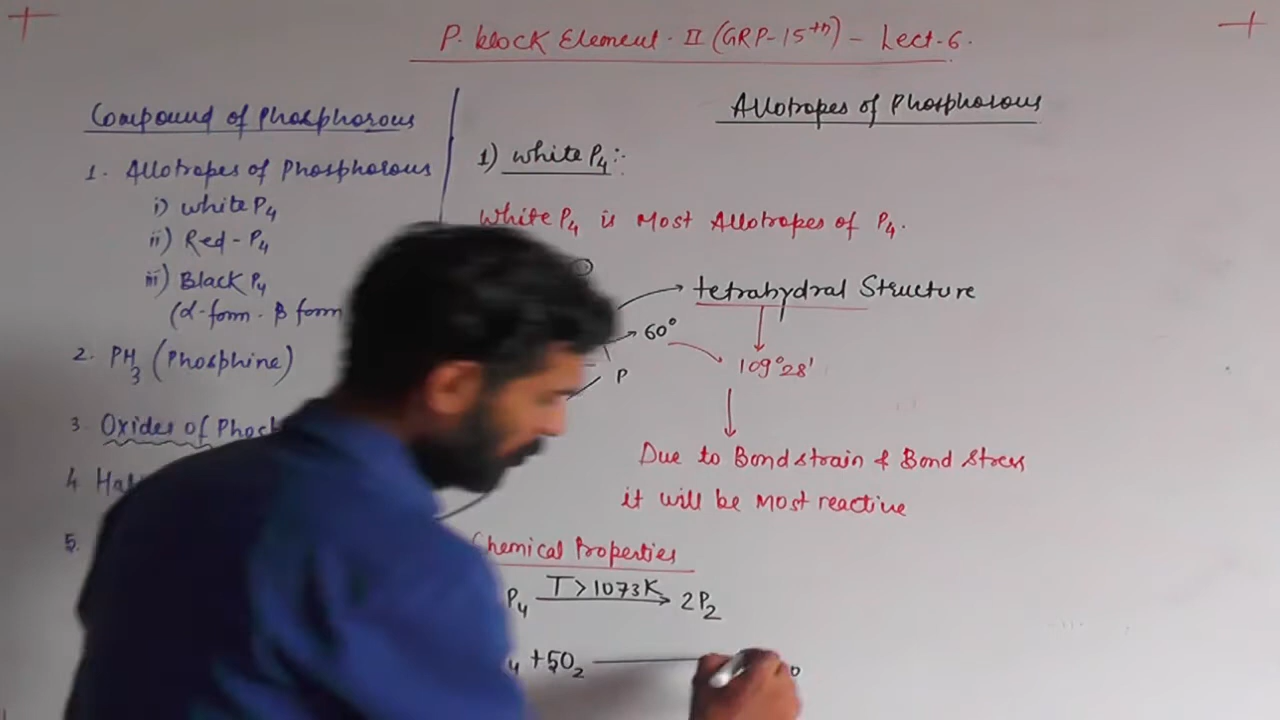 P. block Element - II (GRP-15th) - Lect-6.
Compound of Phosphorous
1. Allotropes of Phosphorous
i) white P4
ii) Red - P4
iii) Black P4
(α-form - β form
2. PH3 (Phosphine)
3. Oxides of
4
5.
Allotropes of Phosphorous
1) white P4 :-
White P4 is Most Allotropes of P4.
tetrahydral Structure
60°
109°28'
P
Due to Bond strain & Bond Stress
it will be Most reactive
Chemical Properties
P4 T > 1073K → 2P2
4 + 5O2